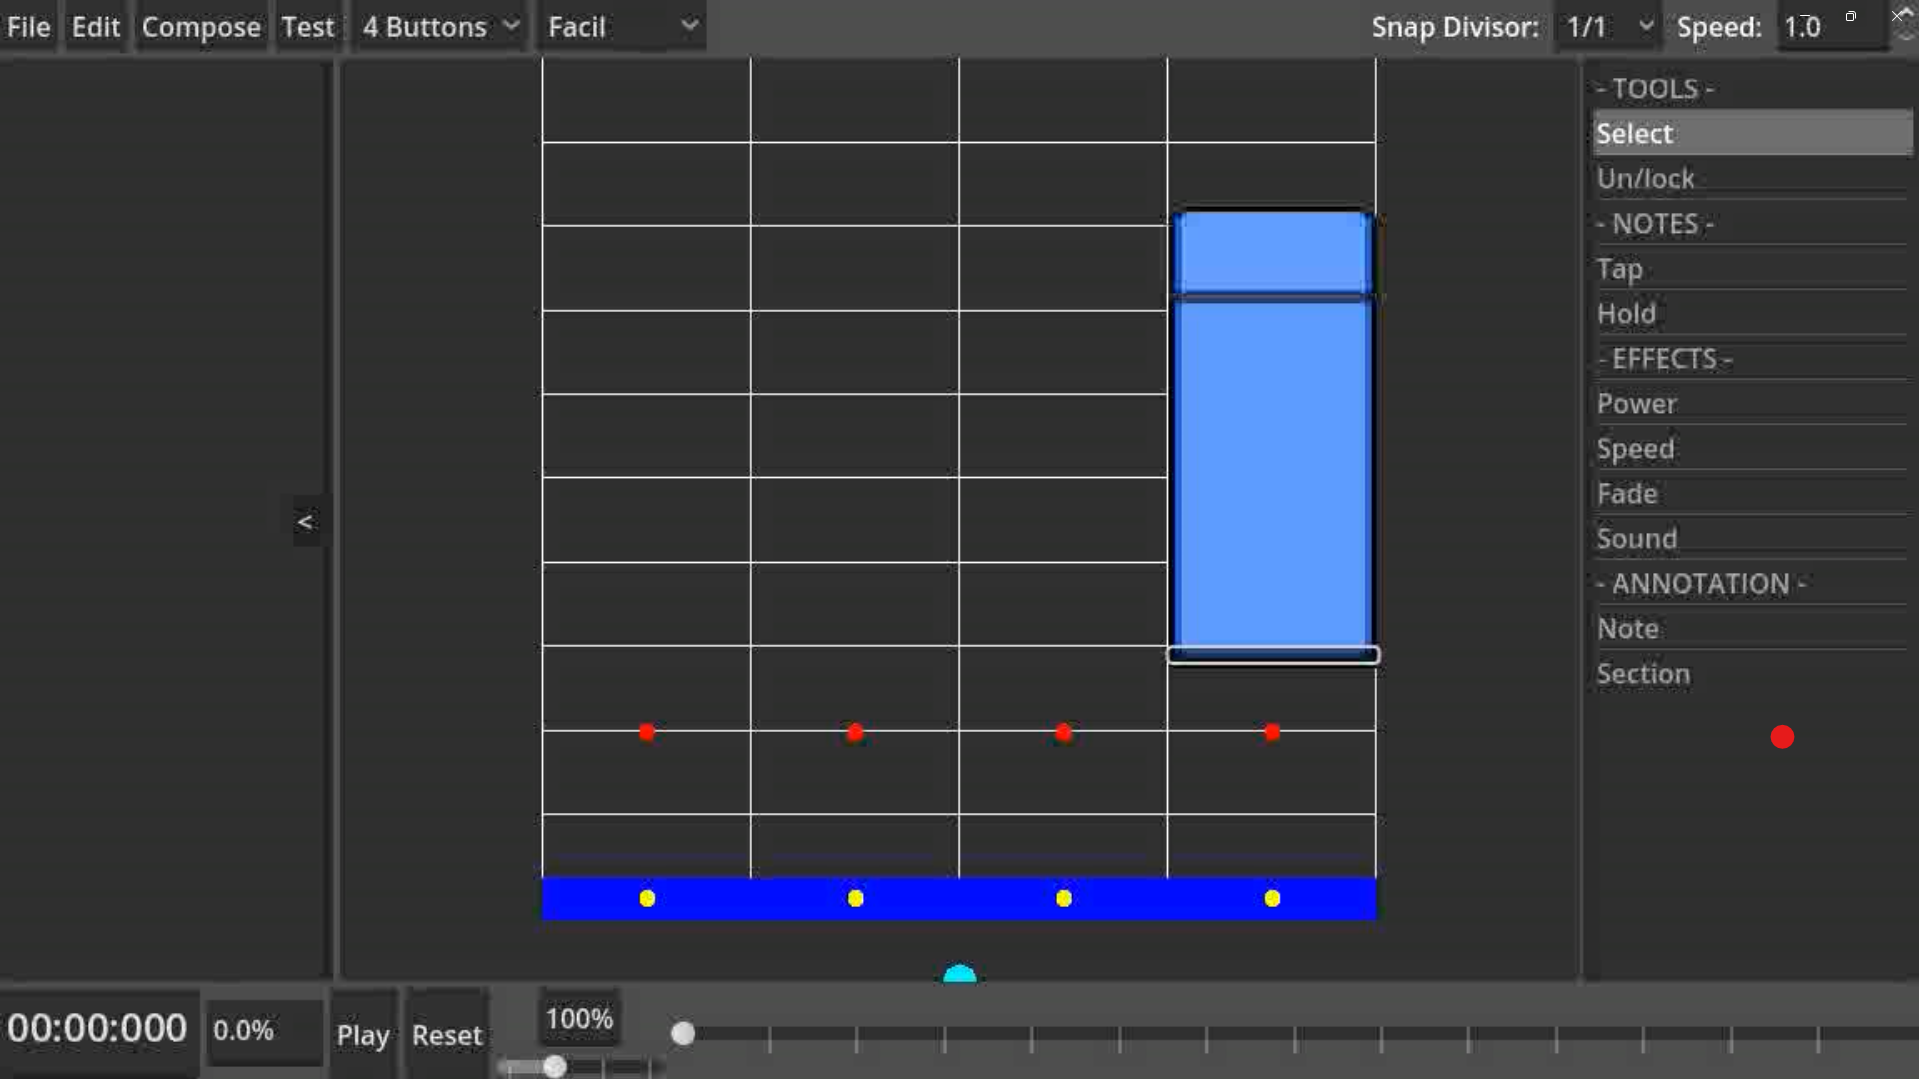 File Edit Compose Test 4 Buttons Facil Snap Divisor: 1/1 Speed: 1.0
- TOOLS -
Select
Un/lock
- NOTES -
Tap
Hold
- EFFECTS -
Power
Speed
Fade
<
Sound
- ANNOTATION -
Note
Section
00:00:000 0.0% Play Reset 100%